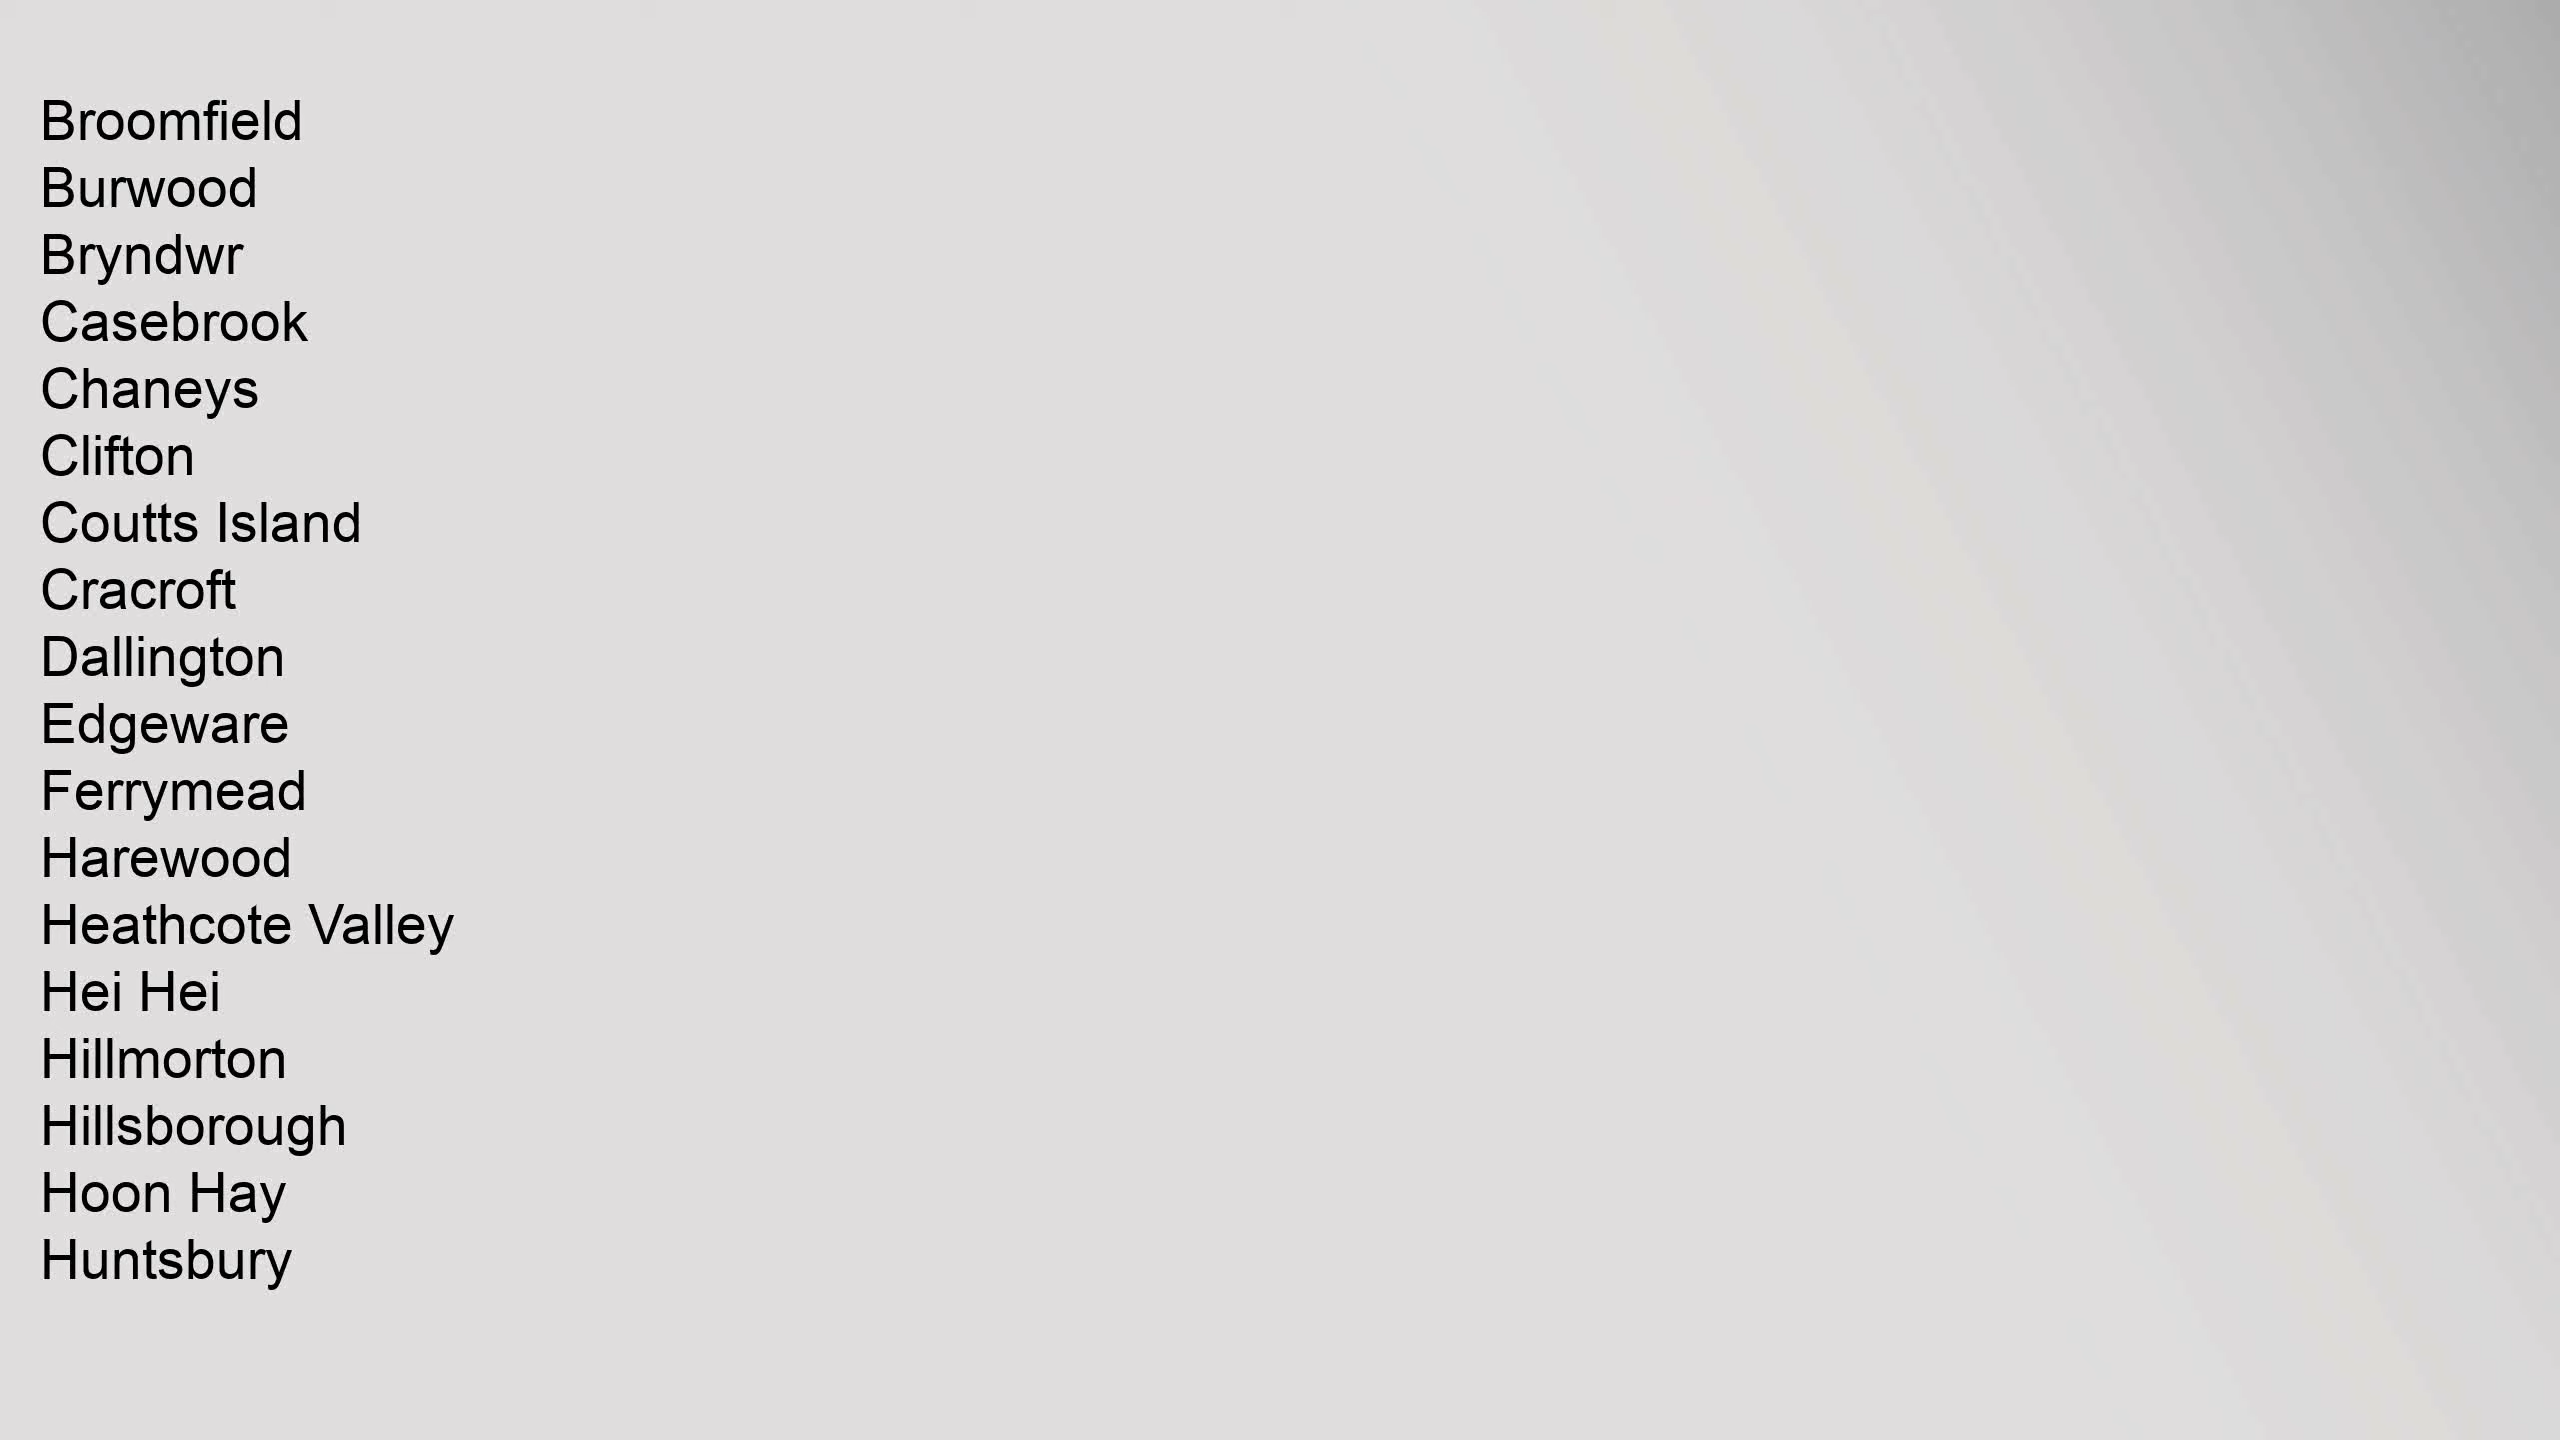 Broomfield
Burwood
Bryndwr
Casebrook
Chaneys
Clifton
Coutts Island
Cracroft
Dallington
Edgeware
Ferrymead
Harewood
Heathcote Valley
Hei Hei
Hillmorton
Hillsborough
Hoon Hay
Huntsbury